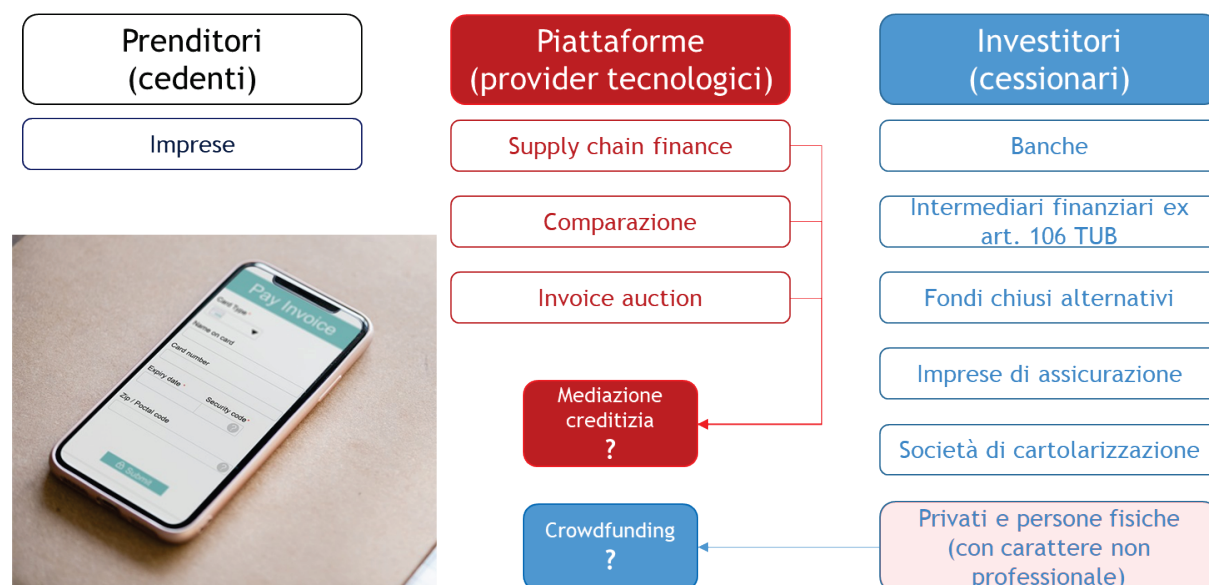 Prenditori
(cedenti)
Imprese
Pay Invoice
Card Type *
Name on card
Card number
Expiry date *
Security code *
Zip / Poctal code
Submit
Piattaforme
(provider tecnologici)
Supply chain finance
Comparazione
Invoice auction
Mediazione
creditizia
?
Crowdfunding
?
Investitori
(cessionari)
Banche
Intermediari finanziari ex
art. 106 TUB
Fondi chiusi alternativi
Imprese di assicurazione
Società di cartolarizzazione
Privati e persone fisiche
(con carattere non
professionale)